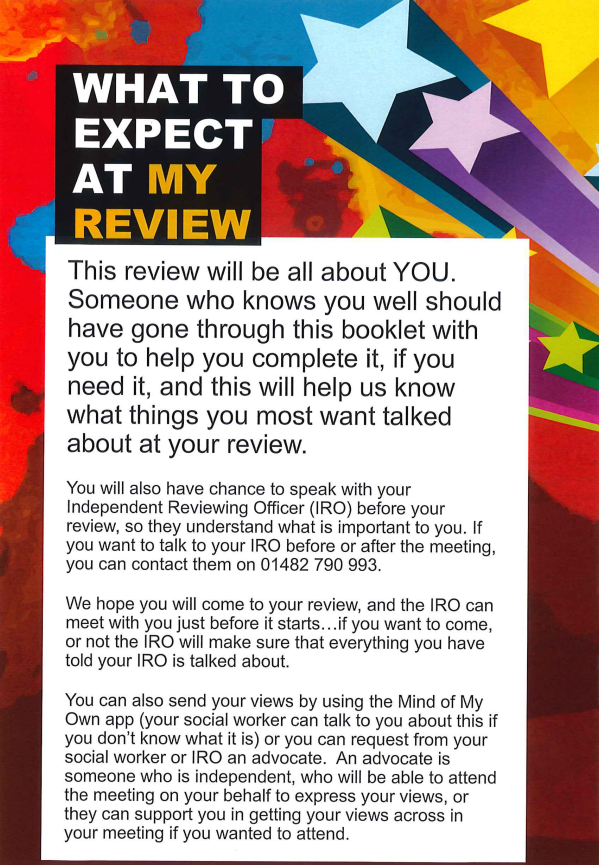 WHAT TO
EXPECT
AT MY
REVIEW
This review will be all about YOU.
Someone who knows you well should
have gone through this booklet with
you to help you complete it, if you
need it, and this will help us know
what things you most want talked
about at your review.
You will also have chance to speak with your
Independent Reviewing Officer (IRO) before your
review, so they understand what is important to you. If
you want to talk to your IRO before or after the meeting,
you can contact them on 01482 790 993.
We hope you will come to your review, and the IRO can
meet with you just before it starts…if you want to come,
or not the IRO will make sure that everything you have
told your IRO is talked about.
You can also send your views by using the Mind of My
Own app (your social worker can talk to you about this if
you don’t know what it is) or you can request from your
social worker or IRO an advocate.  An advocate is
someone who is independent, who will be able to attend
the meeting on your behalf to express your views, or
they can support you in getting your views across in
your meeting if you wanted to attend.